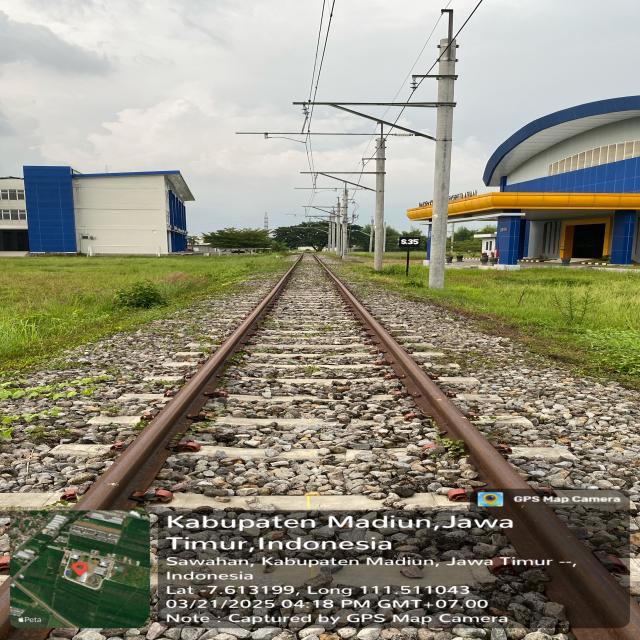 S.35
GPS Map Camera
Kabupaten Madiun,Jawa
Timur,Indonesia
Sawahan, Kabupaten Madiun, Jawa Timur --,
Indonesia
Lat -7.613199, Long 111.511043
03/21/2025 04:18 PM GMT+07.00
Note : Captured by GPS Map Camera
Peta